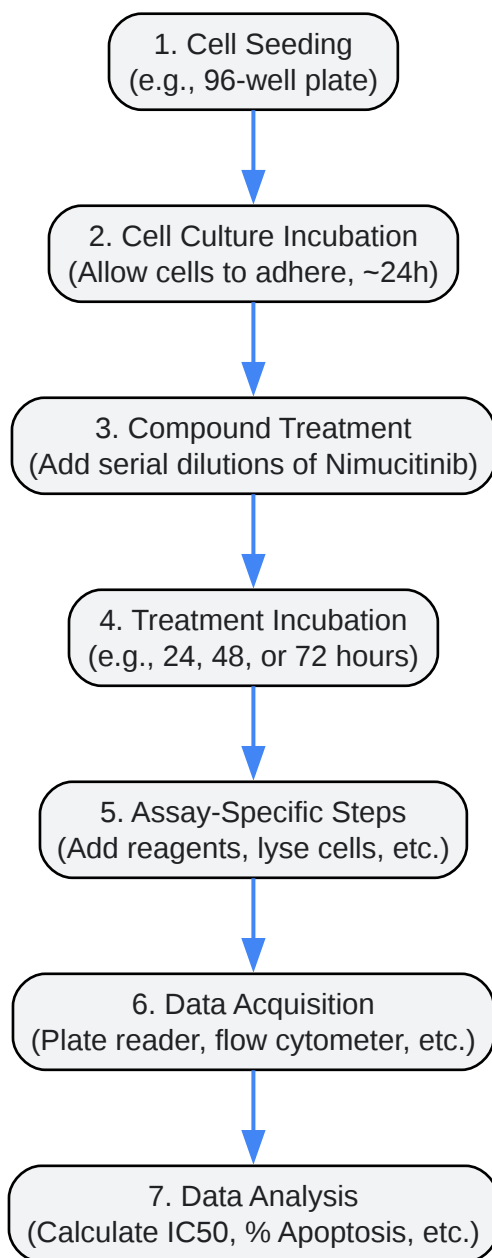 1. Cell Seeding
(e.g., 96-well plate)
2. Cell Culture Incubation
(Allow cells to adhere, ~24h)
3. Compound Treatment
(Add serial dilutions of Nimucitinib)
4. Treatment Incubation
(e.g., 24, 48, or 72 hours)
5. Assay-Specific Steps
(Add reagents, lyse cells, etc.)
6. Data Acquisition
(Plate reader, flow cytometer, etc.)
7. Data Analysis
(Calculate IC50, % Apoptosis, etc.)